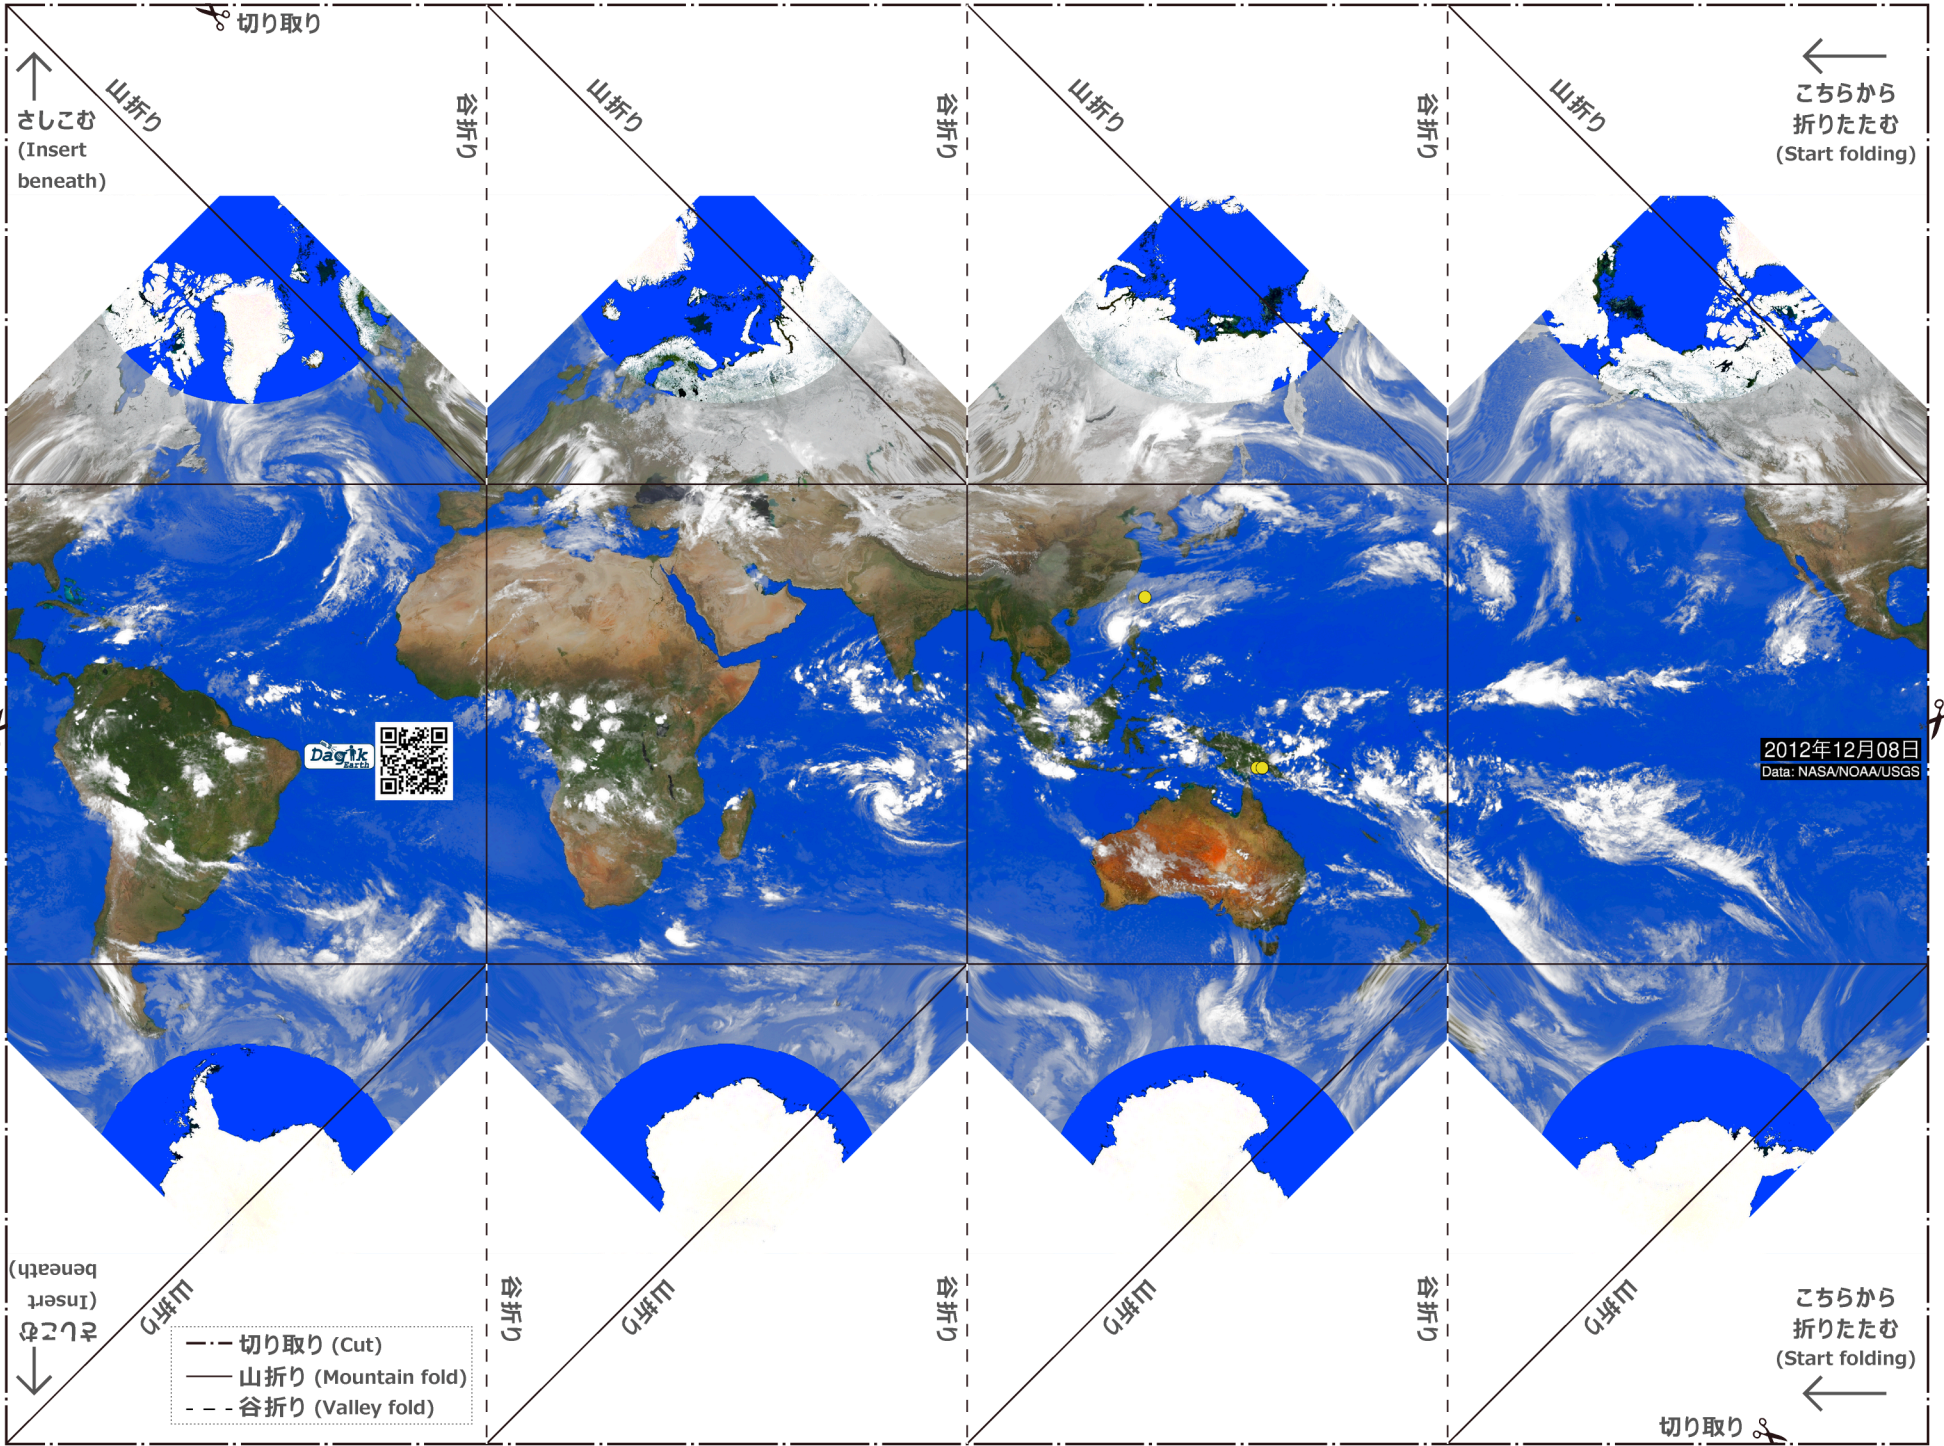 切り取り
山折り
谷折り
山折り
谷折り
山折り
谷折り
山折り
さしこむ
(Insert
beneath)
こちらから
折りたたむ
(Start folding)
Dagik
Earth
2012年12月08日
Data: NASA/NOAA/USGS
さしこむ
(Insert
beneath)
山折り
谷折り
山折り
谷折り
山折り
谷折り
山折り
こちらから
折りたたむ
(Start folding)
切り取り (Cut)
山折り (Mountain fold)
谷折り (Valley fold)
切り取り